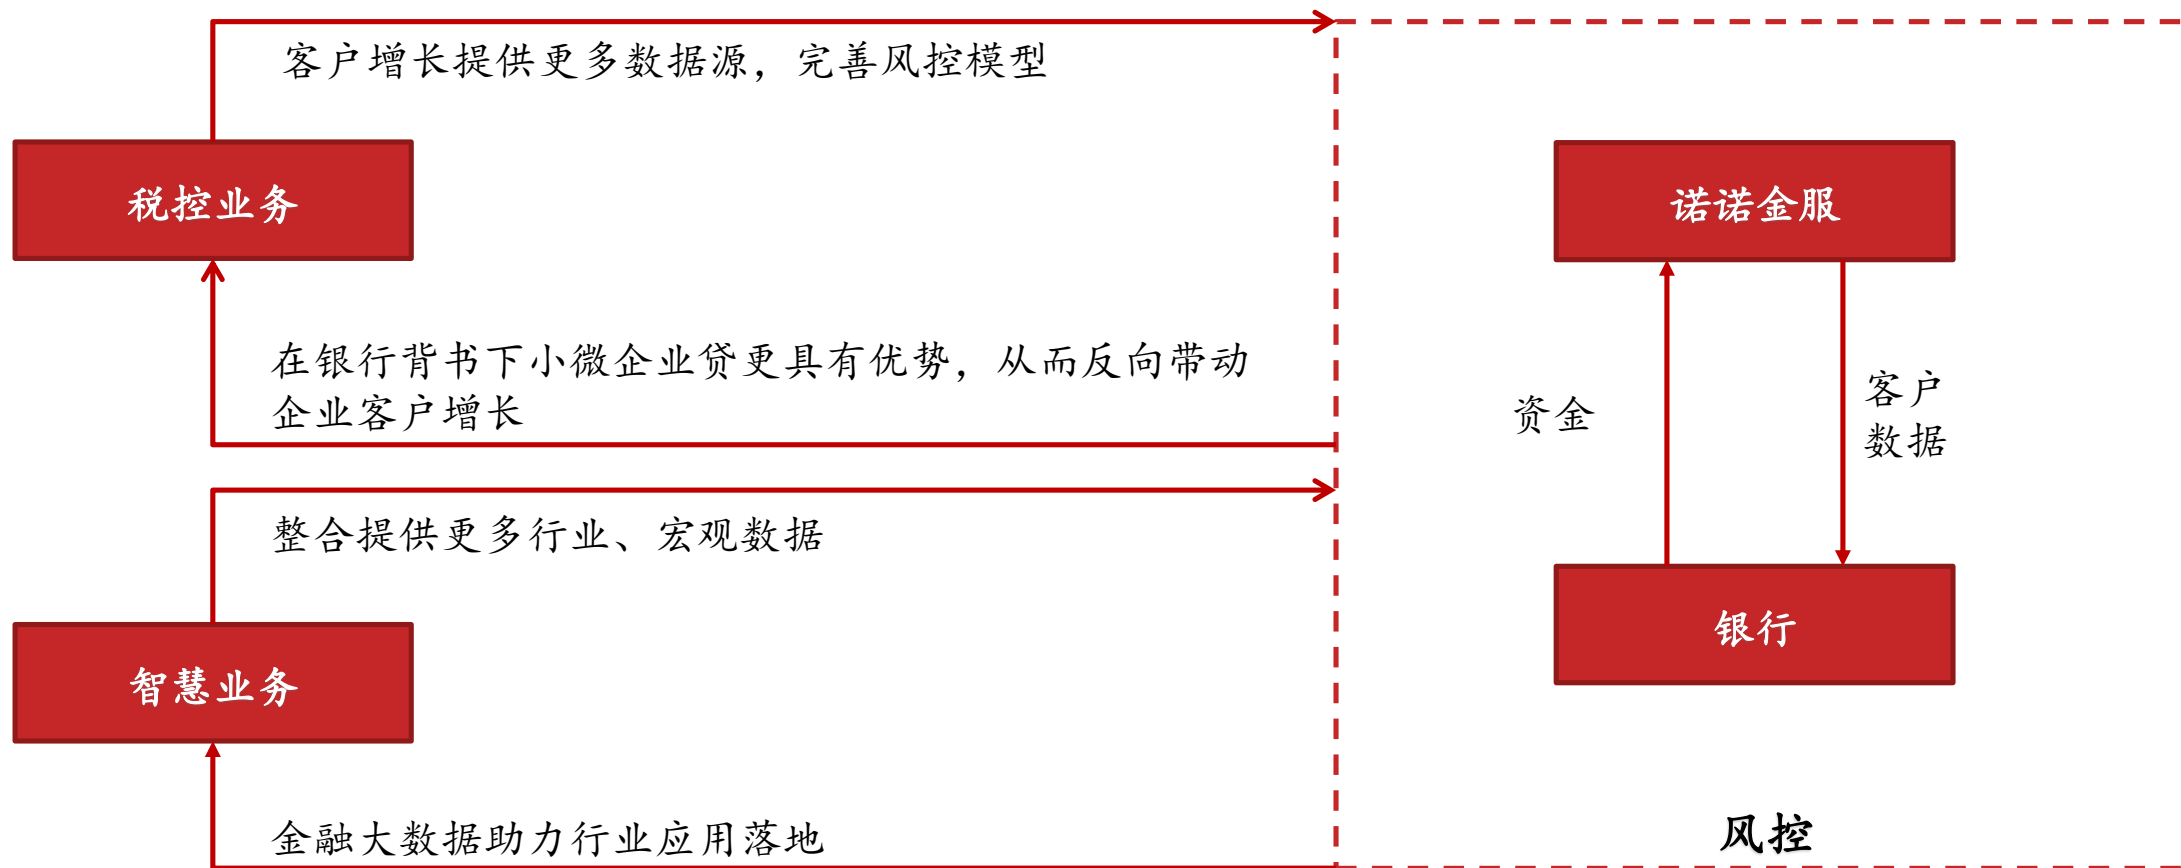 客户增长提供更多数据源，完善风控模型
税控业务
诺诺金服
在银行背书下小微企业贷更具有优势，从而反向带动
企业客户增长
资金
客户
数据
整合提供更多行业、宏观数据
银行
智慧业务
金融大数据助力行业应用落地
风控